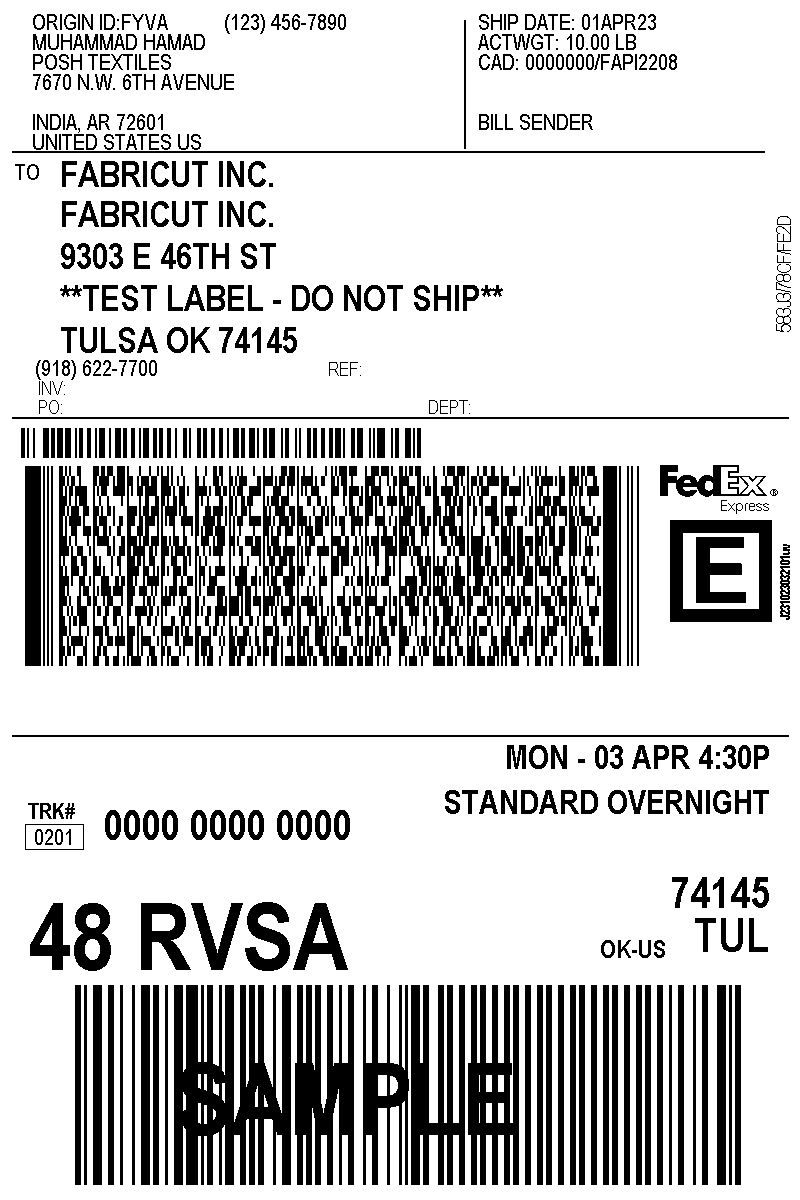 ORIGIN ID:FYVA (123) 456-7890
MUHAMMAD HAMAD
POSH TEXTILES
7670 N.W. 6TH AVENUE
INDIA, AR 72601
UNITED STATES US
SHIP DATE: 01APR23
ACTWGT: 10.00 LB
CAD: 0000000/FAPI2208
BILL SENDER
TO FABRICUT INC.
FABRICUT INC.
9303 E 46TH ST
**TEST LABEL - DO NOT SHIP**
TULSA OK 74145
(918) 622-7700 REF:
INV:
PO: DEPT:
583J3/78CF/FE2D
FedEx®
Express
E
J231023032101uv
MON - 03 APR 4:30P
STANDARD OVERNIGHT
TRK#
0201
0000 0000 0000
74145
48 RVSA
OK-US TUL
SAMPLE